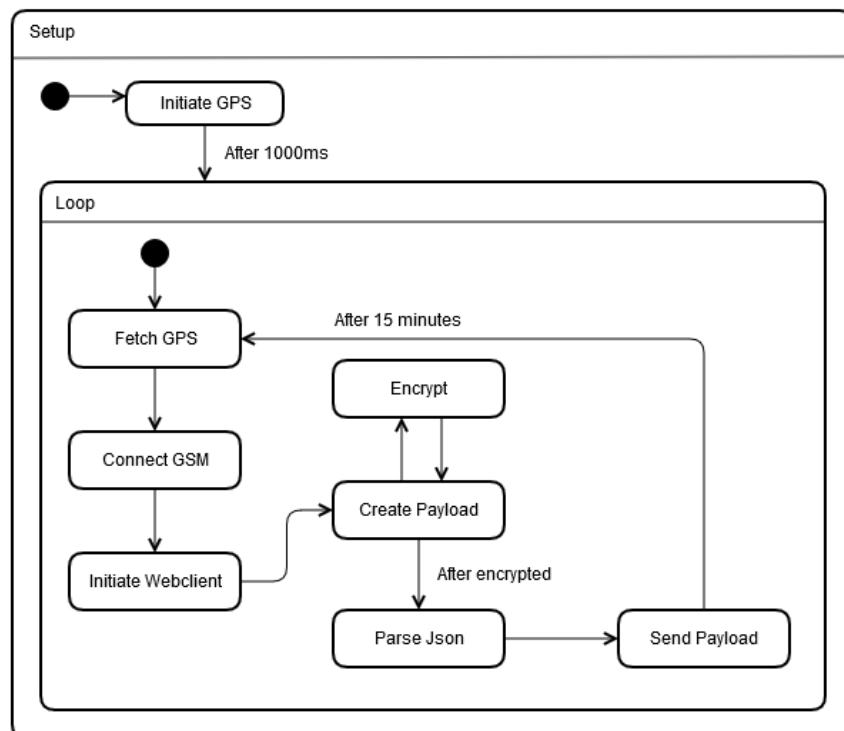 Setup
Initiate GPS
After 1000ms
Loop
Fetch GPS
After 15 minutes
Encrypt
Connect GSM
Create Payload
Initiate Webclient
After encrypted
Parse Json
Send Payload